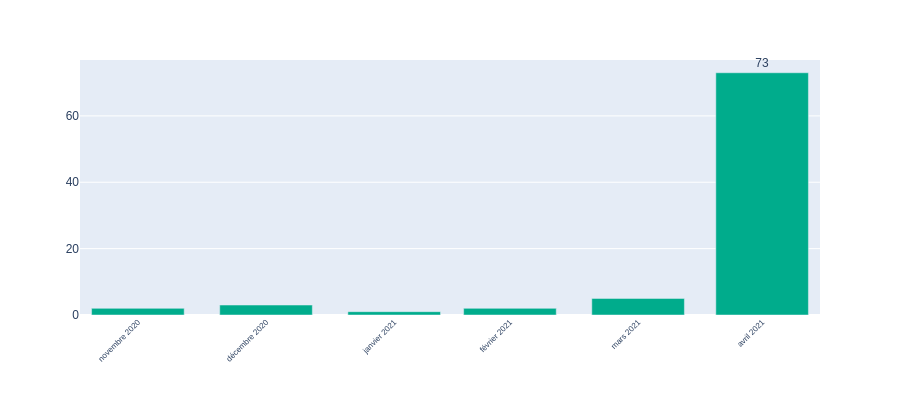 73
60
40
20
0
novembre 2020
décembre 2020
janvier 2021
février 2021
mars 2021
avril 2021